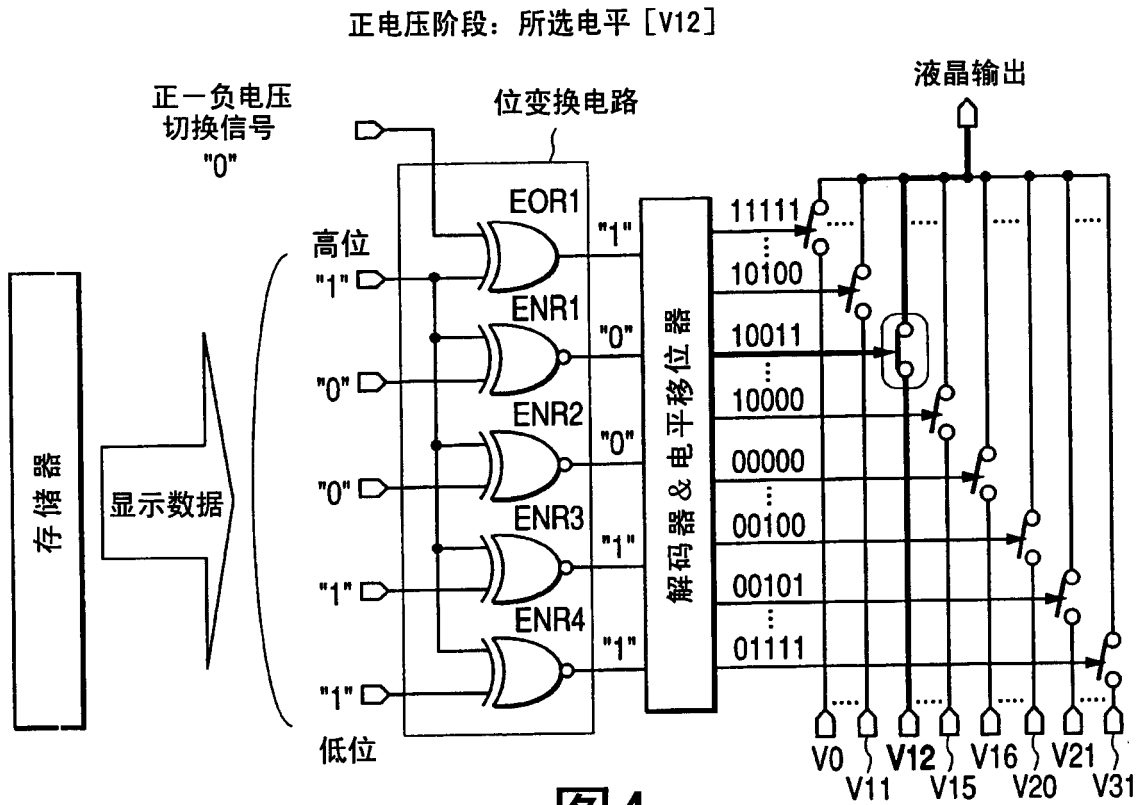 正电压阶段：所选电平［V12］
正－负电压
切换信号
"0"
位变换电路
液晶输出
高位
"1"
"0"
"0"
"1"
"1"
低位
存储器
显示数据
EOR1
"1"
ENR1
"0"
ENR2
"0"
ENR3
"1"
ENR4
"1"
解码器&电平移位器
11111
10100
10011
10000
00000
00100
00101
01111
V0
V11
V12
V15
V16
V20
V21
V31
图 4